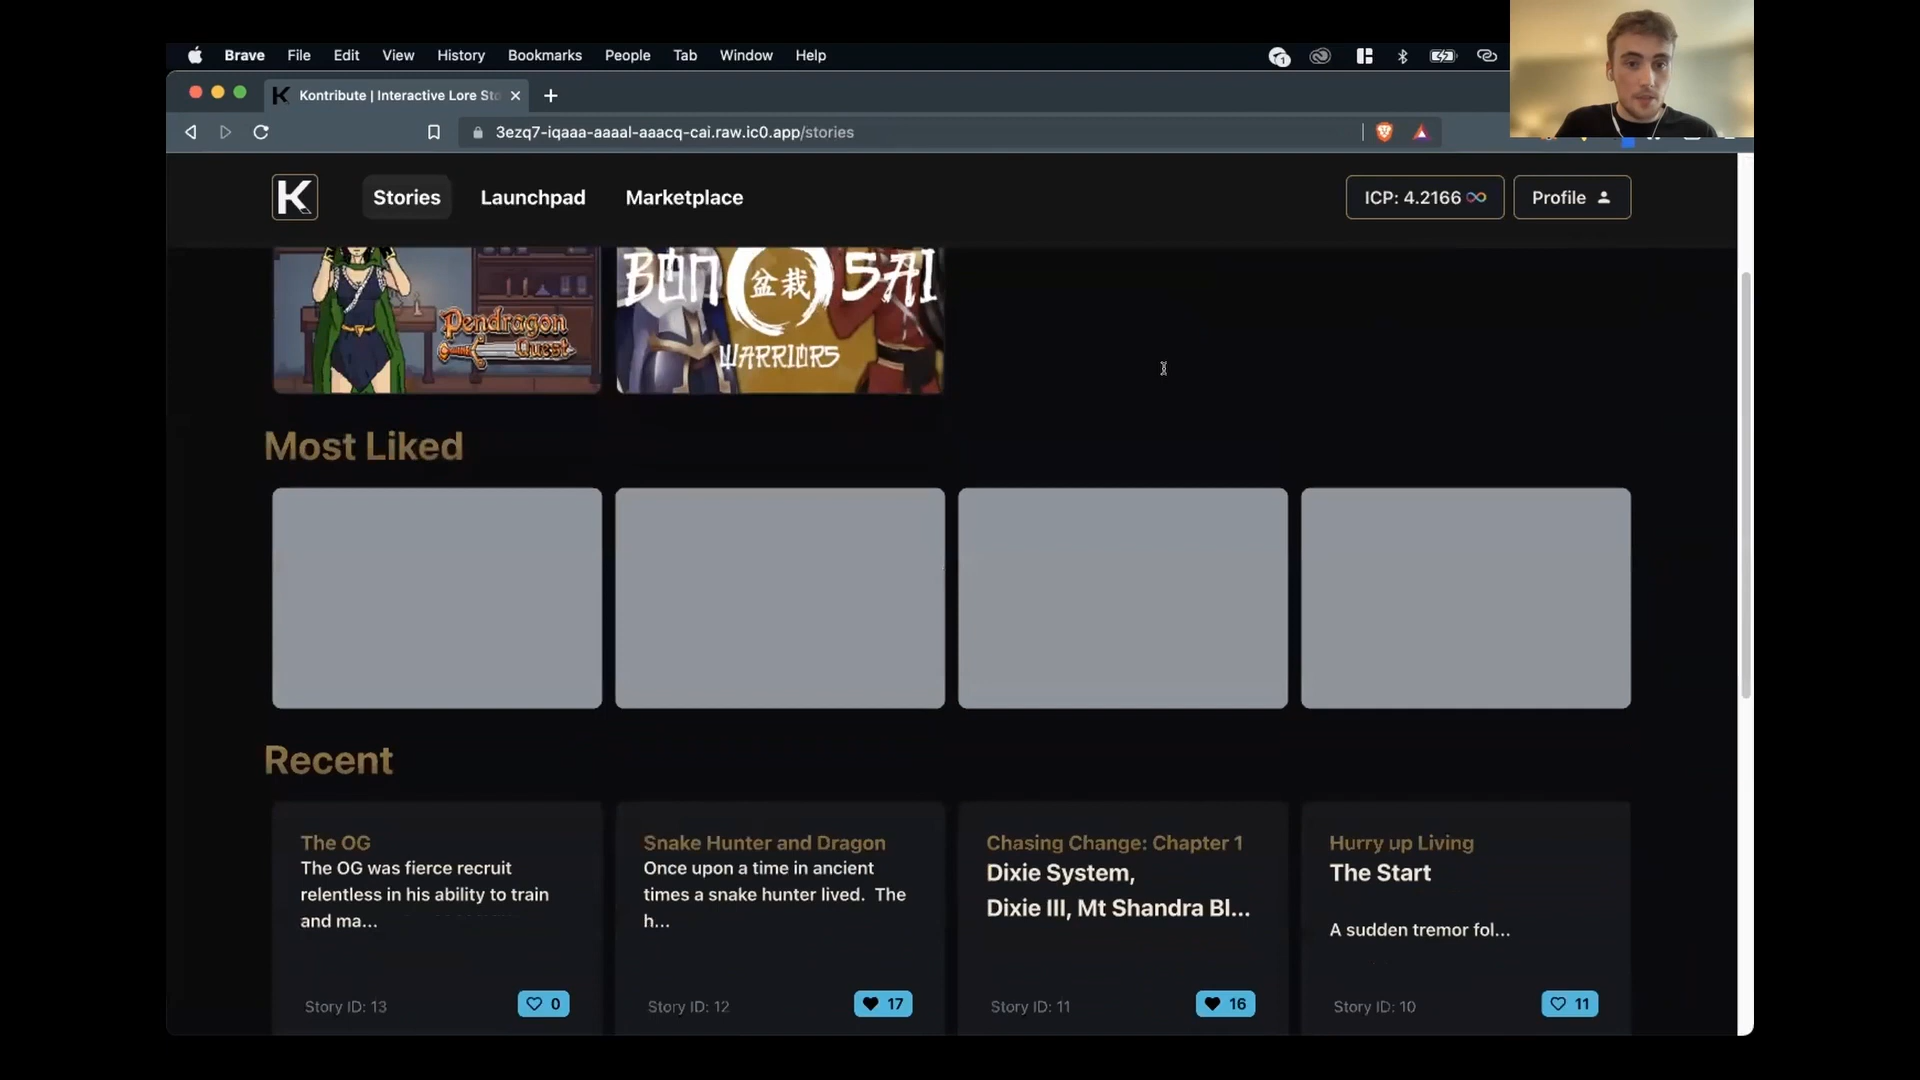 Brave File Edit View History Bookmarks People Tab Window Help
1
Kontribute | Interactive Lore Sto
3ezq7-iqaaa-aaaal-aaacq-cai.raw.ic0.app/stories
K Stories Launchpad Marketplace ICP: 4.2166 Profile
Pendragon
Quest
BON 盆栽 SAI
WARRIORS
Most Liked
Recent
The OG
The OG was fierce recruit
relentless in his ability to train
and ma...
Story ID: 13 0
Snake Hunter and Dragon
Once upon a time in ancient
times a snake hunter lived. The
h...
Story ID: 12 17
Chasing Change: Chapter 1
Dixie System,
Dixie III, Mt Shandra Bl...
Story ID: 11 16
Hurry up Living
The Start
A sudden tremor fol...
Story ID: 10 11